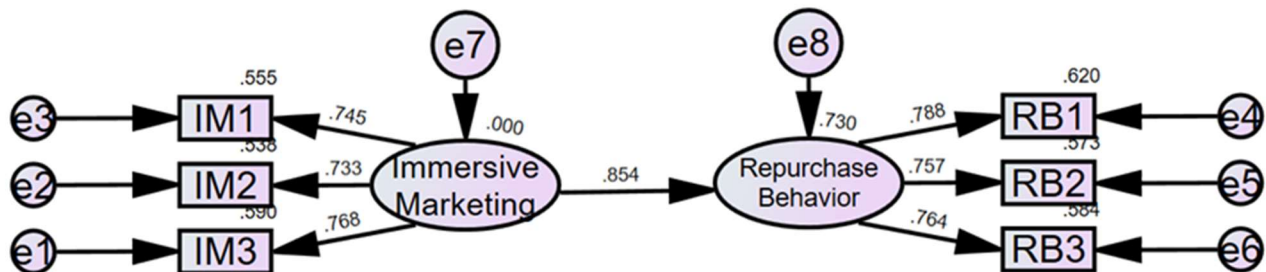 e7
e8
.555
.620
e3
IM1
.745
.000
.730
.788
RB1
e4
.538
.573
e2
IM2
.733
Immersive
Marketing
.854
Repurchase
Behavior
.757
RB2
e5
.590
.584
e1
IM3
.768
.764
RB3
e6